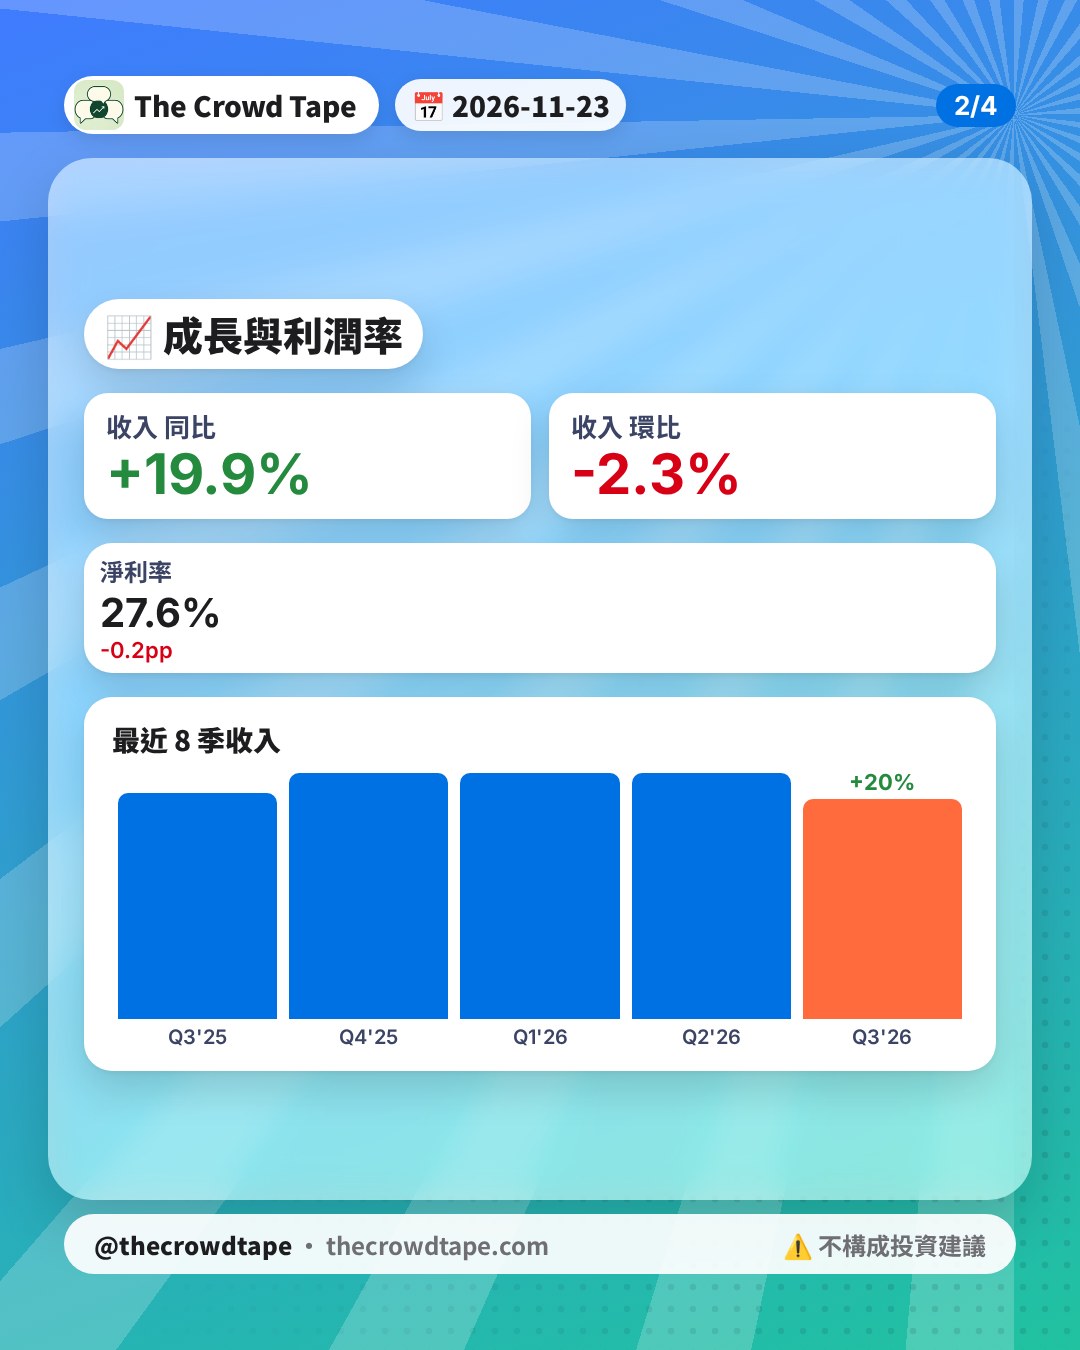 The Crowd Tape
2026-11-23
2/4
成長與利潤率
收入 同比
+19.9%
收入 環比
-2.3%
淨利率
27.6%
-0.2pp
最近 8 季收入
+20%
Q3'25
Q4'25
Q1'26
Q2'26
Q3'26
@thecrowdtape • thecrowdtape.com
不構成投資建議